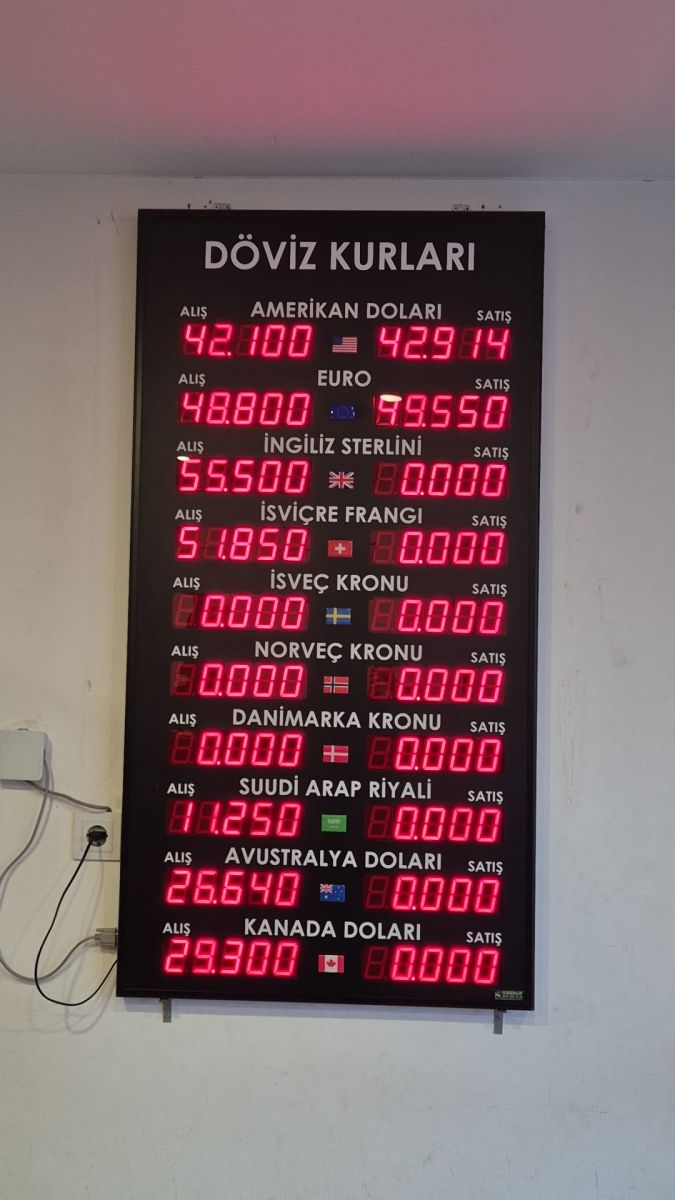 DÖVİZ KURLARI
ALIŞ AMERİKAN DOLARI SATIŞ
42.100 42.914
ALIŞ EURO SATIŞ
48.800 49.550
ALIŞ İNGİLİZ STERLİNİ SATIŞ
55.500 0.000
ALIŞ İSVİÇRE FRANGI SATIŞ
51.850 0.000
ALIŞ İSVEÇ KRONU SATIŞ
0.000 0.000
ALIŞ NORVEÇ KRONU SATIŞ
0.000 0.000
ALIŞ DANİMARKA KRONU SATIŞ
0.000 0.000
ALIŞ SUUDİ ARAP RİYALİ SATIŞ
11.250 0.000
ALIŞ AVUSTRALYA DOLARI SATIŞ
26.640 0.000
ALIŞ KANADA DOLARI SATIŞ
29.300 0.000